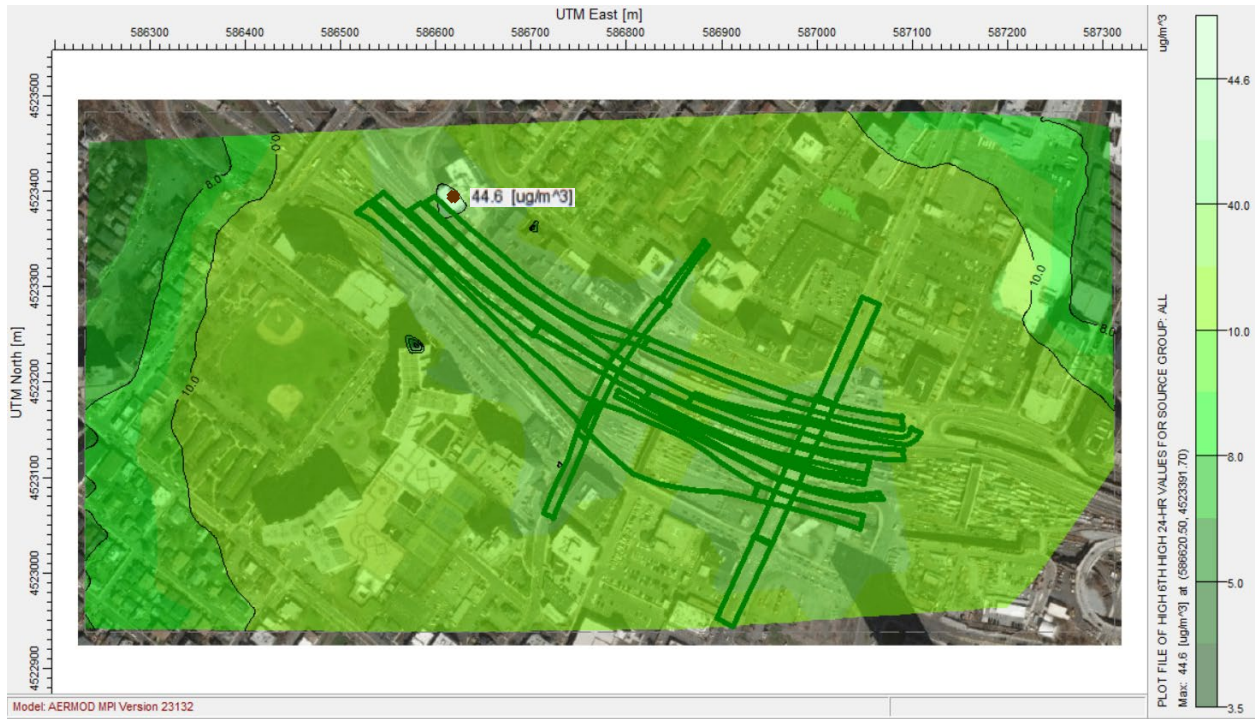 UTM East [m]
586300 586400 586500 586600 586700 586800 586900 587000 587100 587200 587300
UTM North [m]
4523500
4523400
4523300
4523200
4523100
4523000
4522900
8.0
10.0
44.6 [ug/m^3]
10.0
10.0
8.0
ug/m^3
44.6
40.0
10.0
8.0
5.0
3.5
PLOT FILE OF HIGH 6TH HIGH 24-HR VALUES FOR SOURCE GROUP: ALL
Max: 44.6 [ug/m^3] at (586620.50, 4523391.70)
Model: AERMOD MPI Version 23132